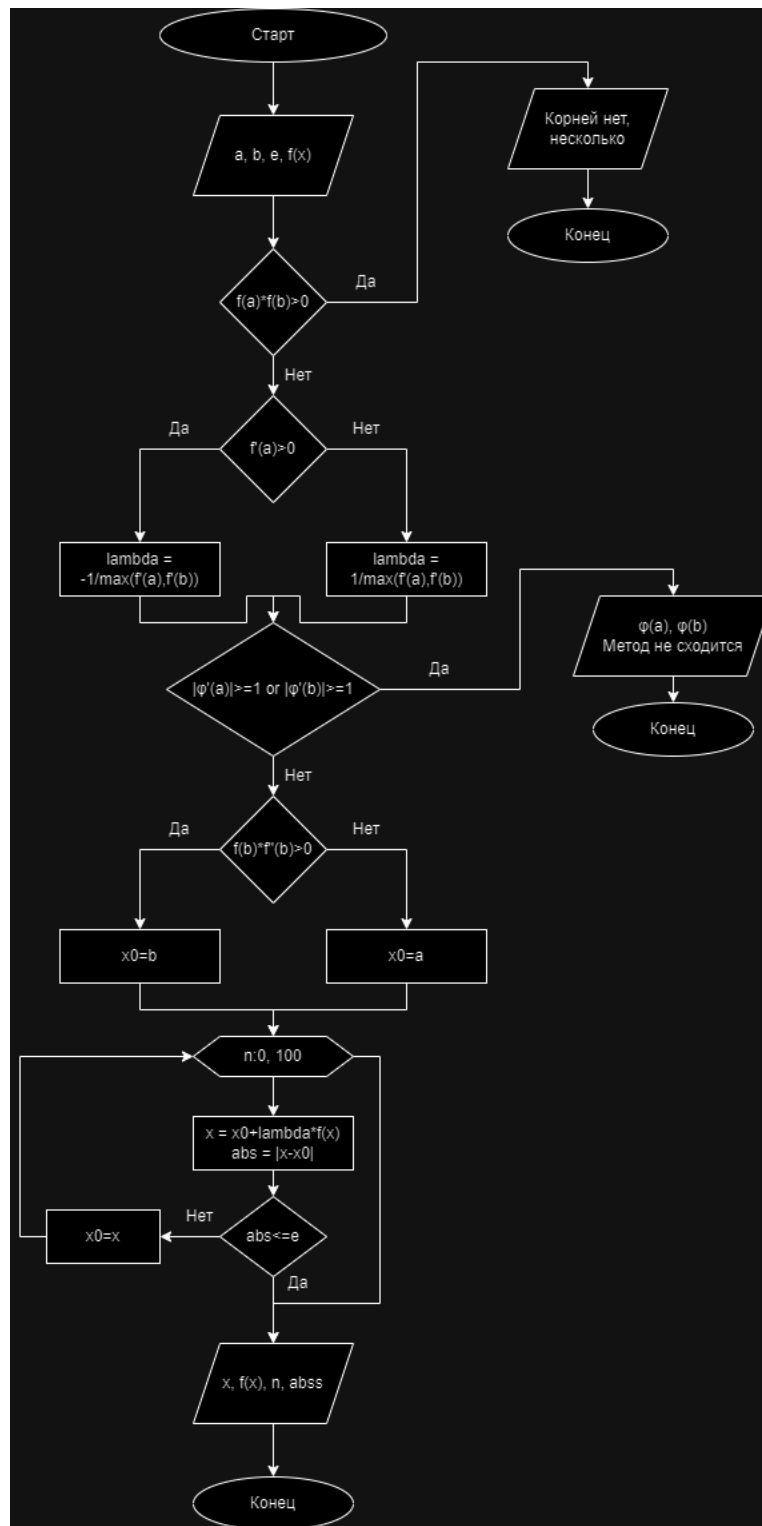 Старт
a, b, e, f(x)
Корней нет,
несколько
Конец
f(a)*f(b)>0
Да
Нет
f'(a)>0
Да
Нет
lambda =
-1/max(f'(a),f'(b))
lambda =
1/max(f'(a),f'(b))
|φ'(a)|>=1 or |φ'(b)|>=1
Да
φ(a), φ(b)
Метод не сходится
Конец
Нет
f(b)*f''(b)>0
Да
Нет
x0=b
x0=a
n:0, 100
x = x0+lambda*f(x)
abs = |x-x0|
abs<=e
Нет
x0=x
Да
x, f(x), n, abss
Конец